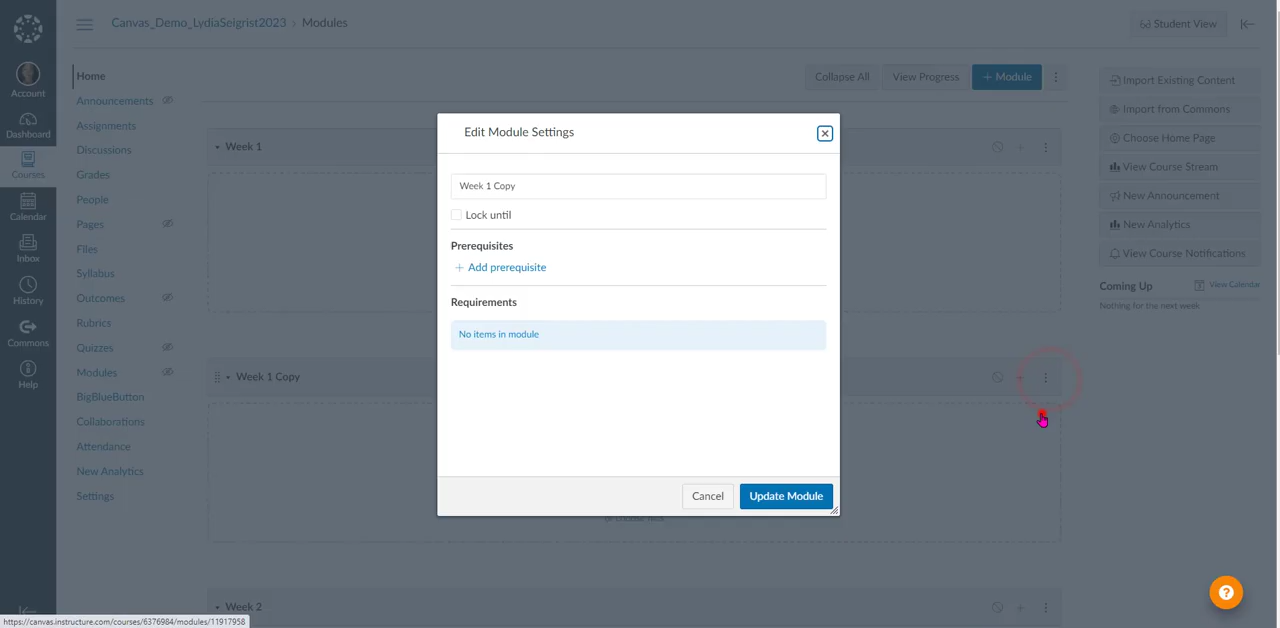 Canvas_Demo_LydiaSeigrist2023 > Modules
Student View
Account
Dashboard
Courses
Calendar
Inbox
History
Commons
Help
Home
Announcements
Assignments
Discussions
Grades
People
Pages
Files
Syllabus
Outcomes
Rubrics
Quizzes
Modules
BigBlueButton
Collaborations
Attendance
New Analytics
Settings
Collapse All
View Progress
+ Module
Week 1
Week 1 Copy
or choose files
Week 2
Edit Module Settings
Week 1 Copy
Lock until
Prerequisites
+ Add prerequisite
Requirements
No items in module
Cancel
Update Module
Import Existing Content
Import from Commons
Choose Home Page
View Course Stream
New Announcement
New Analytics
View Course Notifications
Coming Up
View Calendar
Nothing for the next week
https://canvas.instructure.com/courses/6376984/modules/11917958